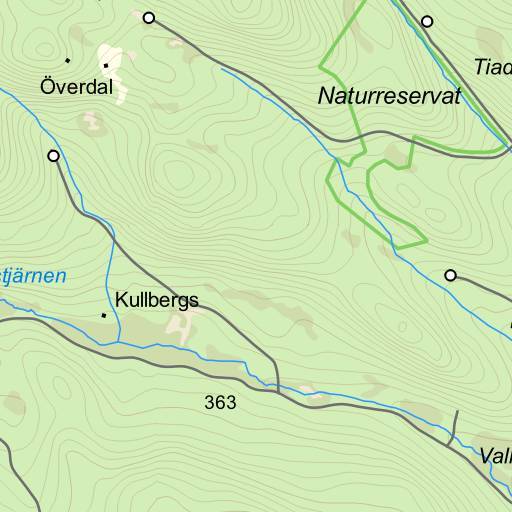 Tiad
Överdal
Naturreservat
tjärnen
Kullbergs
363
Vall